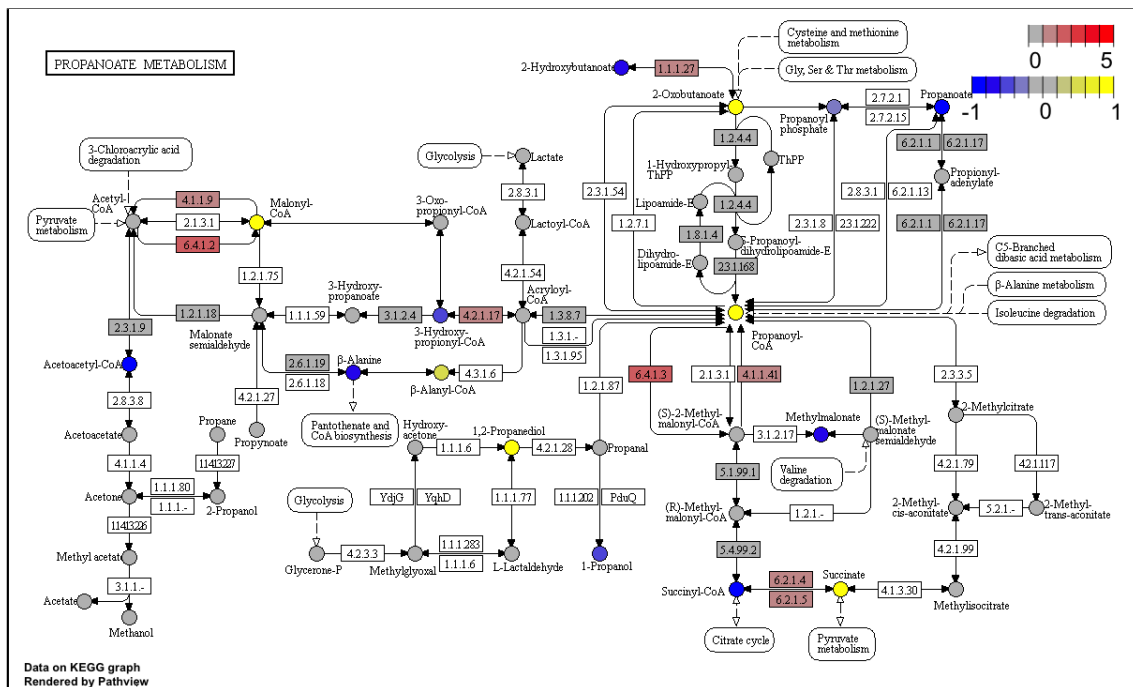 PROPANOATE METABOLISM
Cysteine and methionine
metabolism
Gly, Ser & Thr metabolism
0
5
-1
0
1
2-Hydroxybutanoate
1.1.1.27
2-Oxobutanoate
Propanoyl
phosphate
2.7.2.1
2.7.2.15
Propanoate
3-Chloroacrylic acid
degradation
Glycolysis
Lactate
1.2.4.4
6.2.1.1
6.2.1.17
1-Hydroxypropyl-
ThPP
ThPP
Propionyl-
adenylate
Acetyl-
CoA
4.1.1.9
2.1.3.1
6.4.1.2
Malonyl-
CoA
3-Oxo-
propionyl-CoA
2.8.3.1
2.3.1.54
Lipoamide-E
1.2.4.4
2.8.3.1
6.2.1.13
Pyruvate
metabolism
Lactoyl-CoA
1.2.7.1
1.8.1.4
S-Propanoyl-
dihydrolipoamide-E
2.3.1.8
2.3.1.222
6.2.1.1
6.2.1.17
1.2.1.75
4.2.1.54
Dihydro-
lipoamide-E
2.3.1.168
C5-Branched
dibasic acid metabolism
β-Alanine metabolism
Isoleucine degradation
3-Hydroxy-
propanoate
Acryloyl-
CoA
1.2.1.18
1.1.1.59
3.1.2.4
4.2.1.17
1.3.8.7
Malonate
semialdehyde
3-Hydroxy-
propionyl-CoA
1.3.1.-
1.3.1.95
Propanoyl-
CoA
2.3.1.9
Acetoacetyl-CoA
2.6.1.19
2.6.1.18
β-Alanine
β-Alanyl-CoA
4.3.1.6
1.2.1.87
6.4.1.3
2.1.3.1
4.1.1.41
1.2.1.27
2.3.3.5
2.8.3.8
4.2.1.27
Pantothenate and
CoA biosynthesis
Acetoacetate
Propane
Propynoate
Hydroxy-
acetone
1,2-Propanediol
1.1.1.6
4.2.1.28
Propanal
(S)-2-Methyl-
malonyl-CoA
Methylmalonate
3.1.2.17
(S)-Methyl-
malonate
semialdehyde
2-Methylcitrate
4.1.1.4
1.14.13.227
5.1.99.1
Valine
degradation
4.2.1.79
4.2.1.117
Acetone
1.1.1.80
1.1.1.-
2-Propanol
Glycolysis
YdjG
YqhD
1.1.1.77
1.1.1.202
PduQ
(R)-Methyl-
malonyl-CoA
1.2.1.-
2-Methyl-
cis-aconitate
5.2.1.-
2-Methyl-
trans-aconitate
1.14.13.226
Methyl acetate
Glycerone-P
4.2.3.3
Methylglyoxal
1.1.1.283
1.1.1.6
L-Lactaldehyde
1-Propanol
5.4.99.2
4.2.1.99
3.1.1.-
Acetate
Methanol
Succinyl-CoA
6.2.1.4
6.2.1.5
Succinate
4.1.3.30
Methylisocitrate
Citrate cycle
Pyruvate
metabolism
Data on KEGG graph
Rendered by Pathview